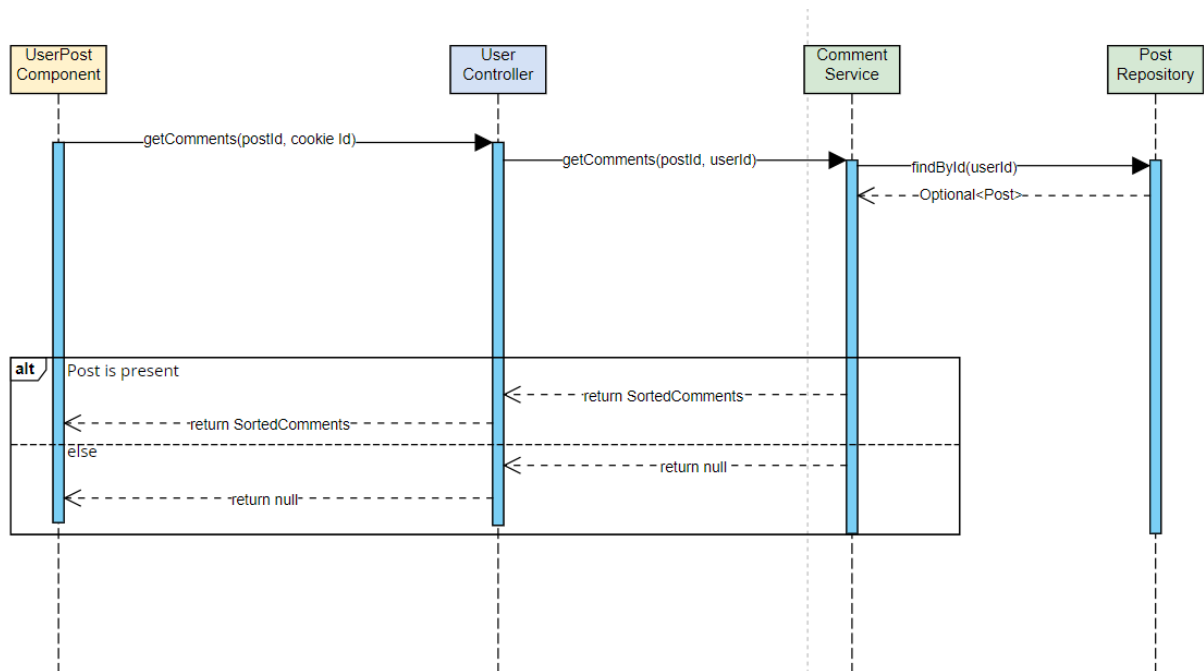 UserPost
Component
User
Controller
Comment
Service
Post
Repository
getComments(postId, cookie Id)
getComments(postId, userId)
findById(userId)
Optional<Post>
alt
Post is present
return SortedComments
return SortedComments
else
return null
return null